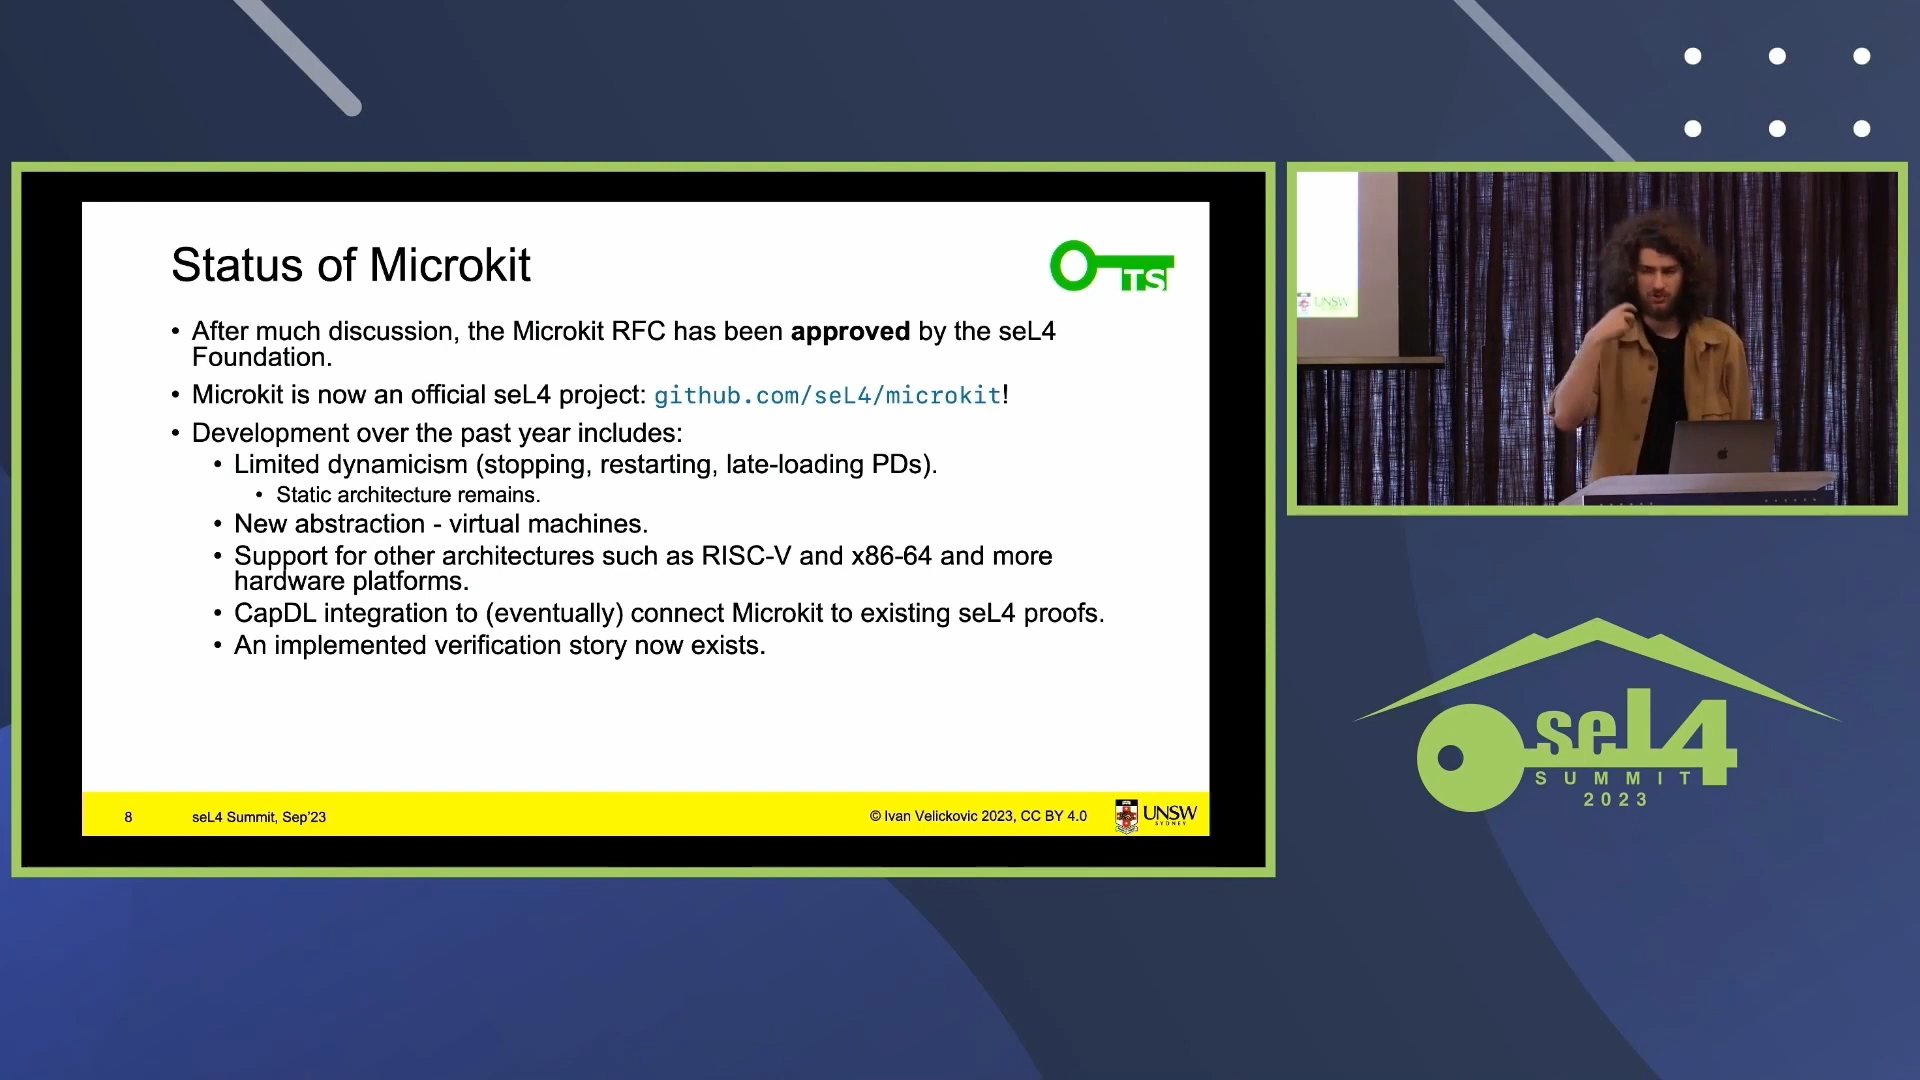 Status of Microkit
TS
• After much discussion, the Microkit RFC has been approved by the seL4
Foundation.
• Microkit is now an official seL4 project: github.com/seL4/microkit!
• Development over the past year includes:
• Limited dynamicism (stopping, restarting, late-loading PDs).
• Static architecture remains.
• New abstraction - virtual machines.
• Support for other architectures such as RISC-V and x86-64 and more
hardware platforms.
• CapDL integration to (eventually) connect Microkit to existing seL4 proofs.
• An implemented verification story now exists.
8
seL4 Summit, Sep'23
© Ivan Velickovic 2023, CC BY 4.0
UNSW
SYDNEY
UNSW
seL4
SUMMIT
2023